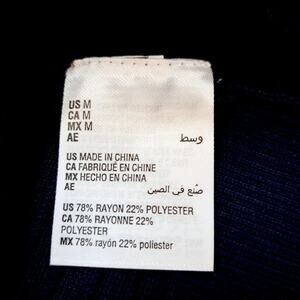 US M
CA M
MX M
AE وسط
US MADE IN CHINA
CA FABRIQUÉ EN CHINE
MX HECHO EN CHINA
AE صنع في الصين
US 78% RAYON 22% POLYESTER
CA 78% RAYONNE 22%
POLYESTER
MX 78% rayón 22% poliester